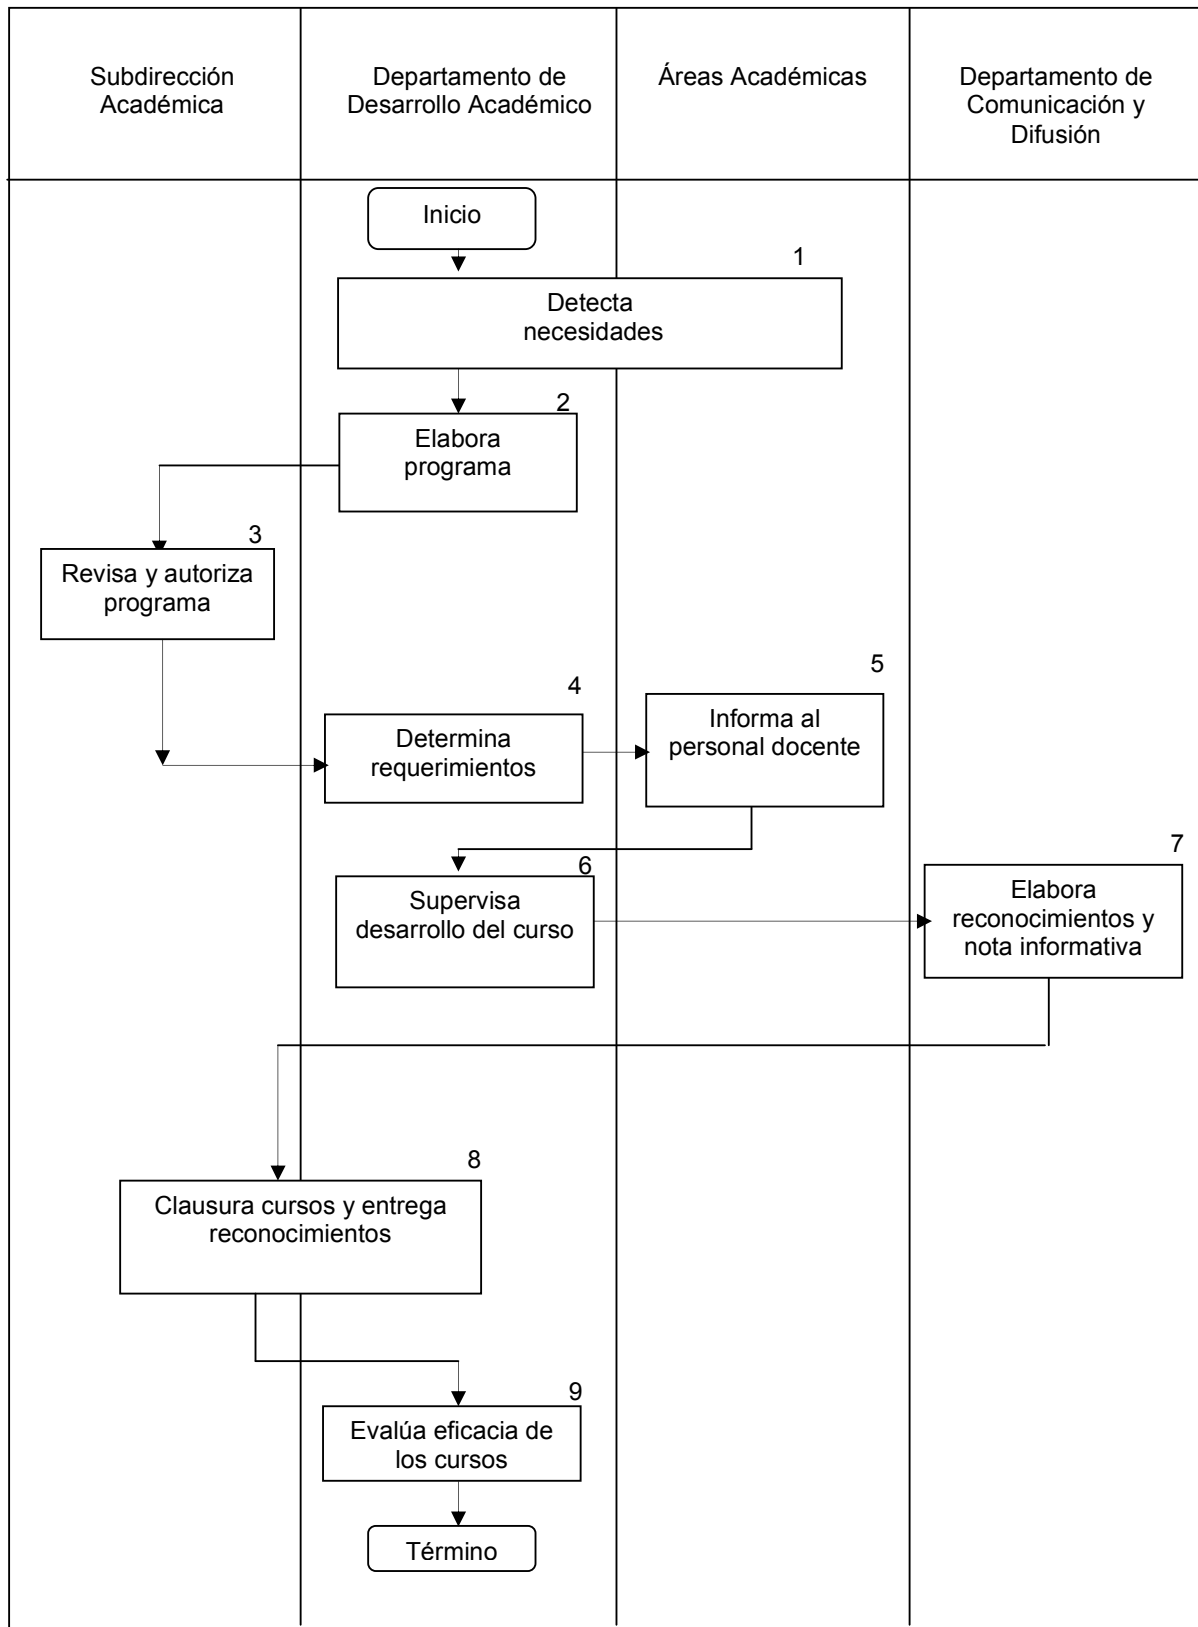 Subdirección
Académica
Departamento de
Desarrollo Académico
Áreas Académicas
Departamento de
Comunicación y
Difusión
Inicio
1
Detecta
necesidades
2
Elabora
programa
3
Revisa y autoriza
programa
4
Determina
requerimientos
5
Informa al
personal docente
6
Supervisa
desarrollo del curso
7
Elabora
reconocimientos y
nota informativa
8
Clausura cursos y entrega
reconocimientos
9
Evalúa eficacia de
los cursos
Término